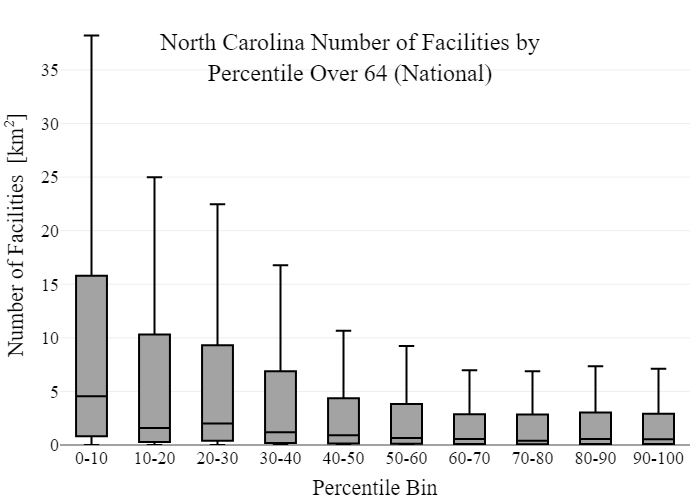 North Carolina Number of Facilities by
Percentile Over 64 (National)
Number of Facilities [km²]
35
30
25
20
15
10
5
0
0-10 10-20 20-30 30-40 40-50 50-60 60-70 70-80 80-90 90-100
Percentile Bin